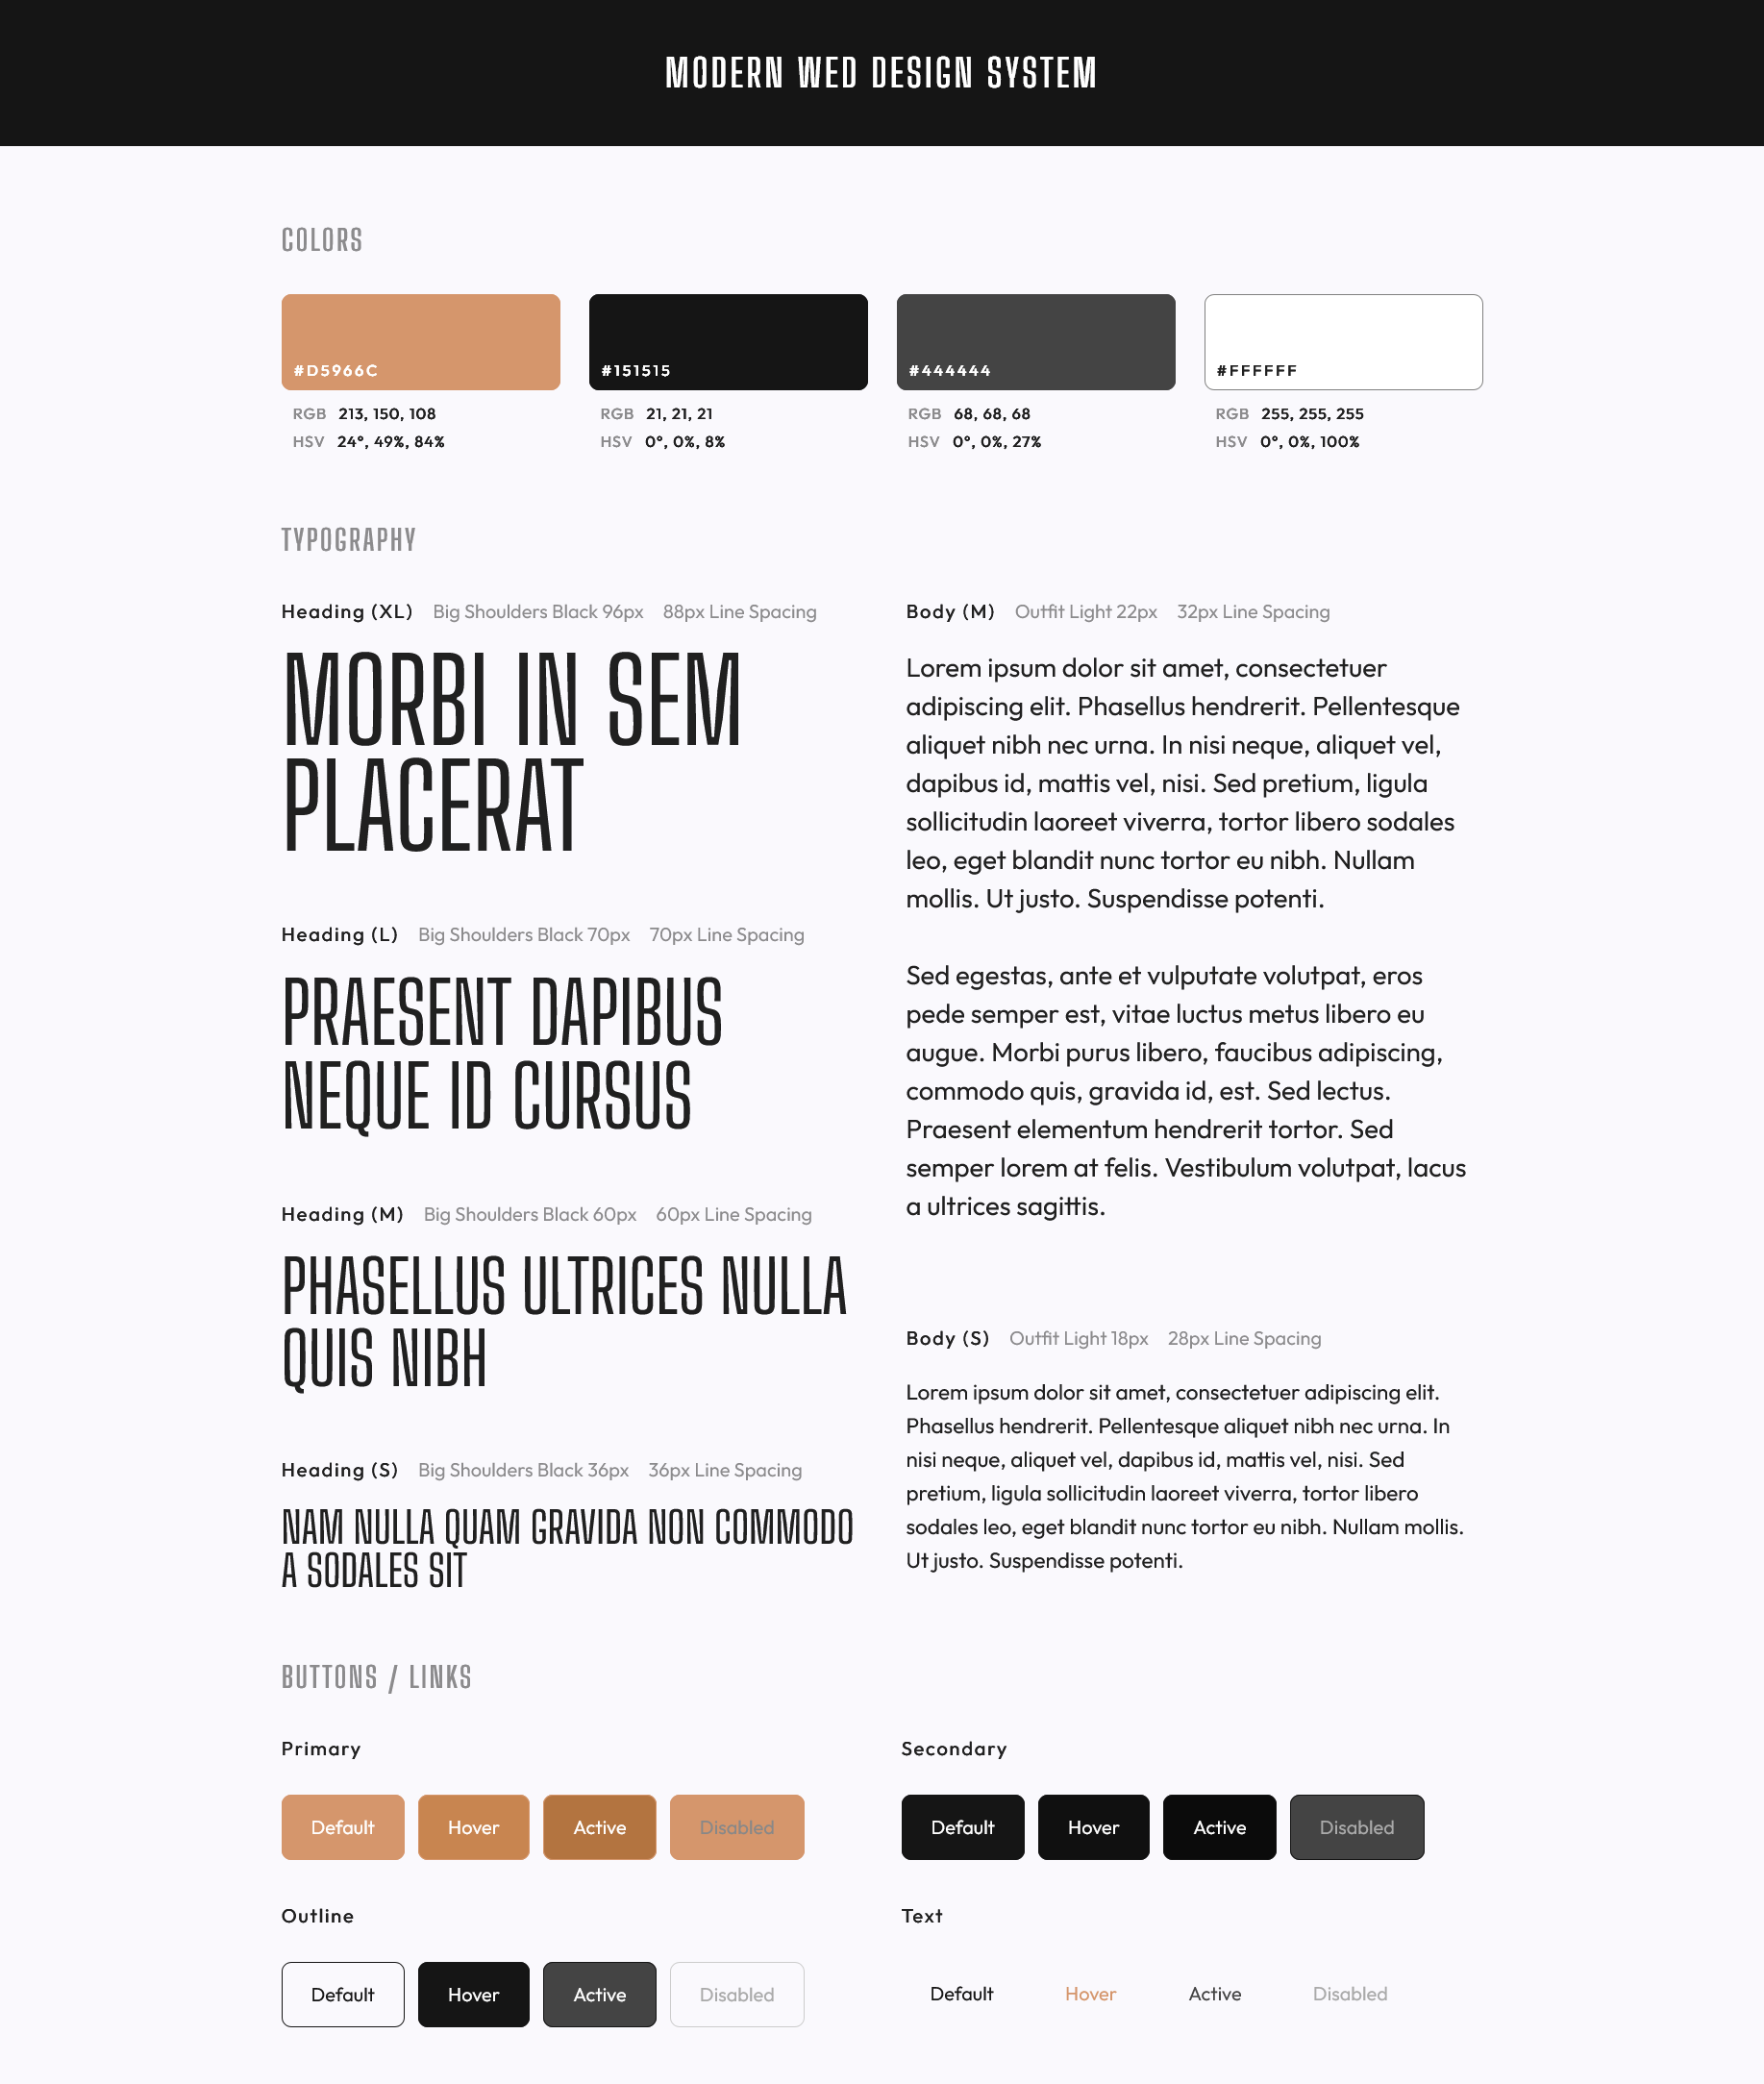 MODERN WED DESIGN SYSTEM
COLORS
#D5966C
#151515
#444444
#FFFFFF
RGB 213, 150, 108
HSV 24°, 49%, 84%
RGB 21, 21, 21
HSV 0°, 0%, 8%
RGB 68, 68, 68
HSV 0°, 0%, 27%
RGB 255, 255, 255
HSV 0°, 0%, 100%
TYPOGRAPHY
Heading (XL) Big Shoulders Black 96px 88px Line Spacing
MORBI IN SEM
PLACERAT
Heading (L) Big Shoulders Black 70px 70px Line Spacing
PRAESENT DAPIBUS
NEQUE ID CURSUS
Heading (M) Big Shoulders Black 60px 60px Line Spacing
PHASELLUS ULTRICES NULLA
QUIS NIBH
Heading (S) Big Shoulders Black 36px 36px Line Spacing
NAM NULLA QUAM GRAVIDA NON COMMODO
A SODALES SIT
Body (M) Outfit Light 22px 32px Line Spacing
Lorem ipsum dolor sit amet, consectetuer
adipiscing elit. Phasellus hendrerit. Pellentesque
aliquet nibh nec urna. In nisi neque, aliquet vel,
dapibus id, mattis vel, nisi. Sed pretium, ligula
sollicitudin laoreet viverra, tortor libero sodales
leo, eget blandit nunc tortor eu nibh. Nullam
mollis. Ut justo. Suspendisse potenti.
Sed egestas, ante et vulputate volutpat, eros
pede semper est, vitae luctus metus libero eu
augue. Morbi purus libero, faucibus adipiscing,
commodo quis, gravida id, est. Sed lectus.
Praesent elementum hendrerit tortor. Sed
semper lorem at felis. Vestibulum volutpat, lacus
a ultrices sagittis.
Body (S) Outfit Light 18px 28px Line Spacing
Lorem ipsum dolor sit amet, consectetuer adipiscing elit.
Phasellus hendrerit. Pellentesque aliquet nibh nec urna. In
nisi neque, aliquet vel, dapibus id, mattis vel, nisi. Sed
pretium, ligula sollicitudin laoreet viverra, tortor libero
sodales leo, eget blandit nunc tortor eu nibh. Nullam mollis.
Ut justo. Suspendisse potenti.
BUTTONS / LINKS
Primary
Default Hover Active Disabled
Secondary
Default Hover Active Disabled
Outline
Default Hover Active Disabled
Text
Default Hover Active Disabled